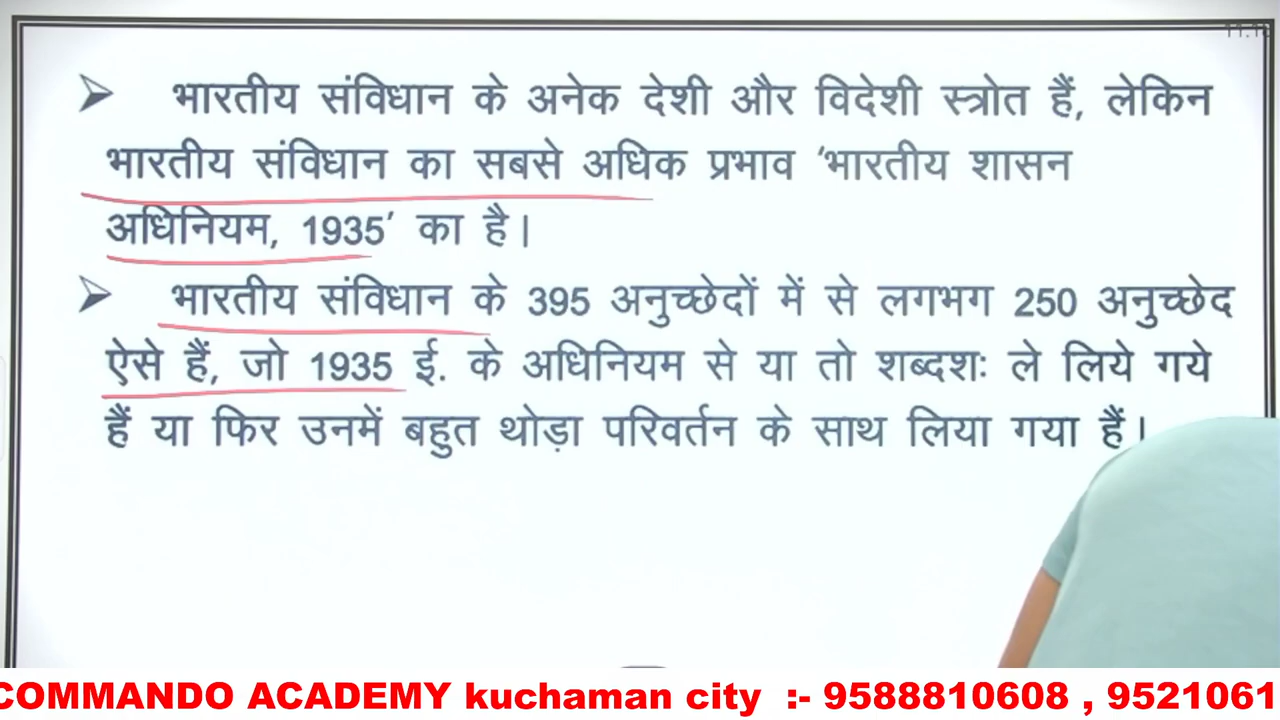 ➢ भारतीय संविधान के अनेक देशी और विदेशी स्त्रोत हैं, लेकिन
भारतीय संविधान का सबसे अधिक प्रभाव ‘भारतीय शासन
अधिनियम, 1935’ का है।
➢ भारतीय संविधान के 395 अनुच्छेदों में से लगभग 250 अनुच्छेद
ऐसे हैं, जो 1935 ई. के अधिनियम से या तो शब्दशः ले लिये गये
हैं या फिर उनमें बहुत थोड़ा परिवर्तन के साथ लिया गया हैं।
COMMANDO ACADEMY kuchaman city :- 9588810608 , 9521061